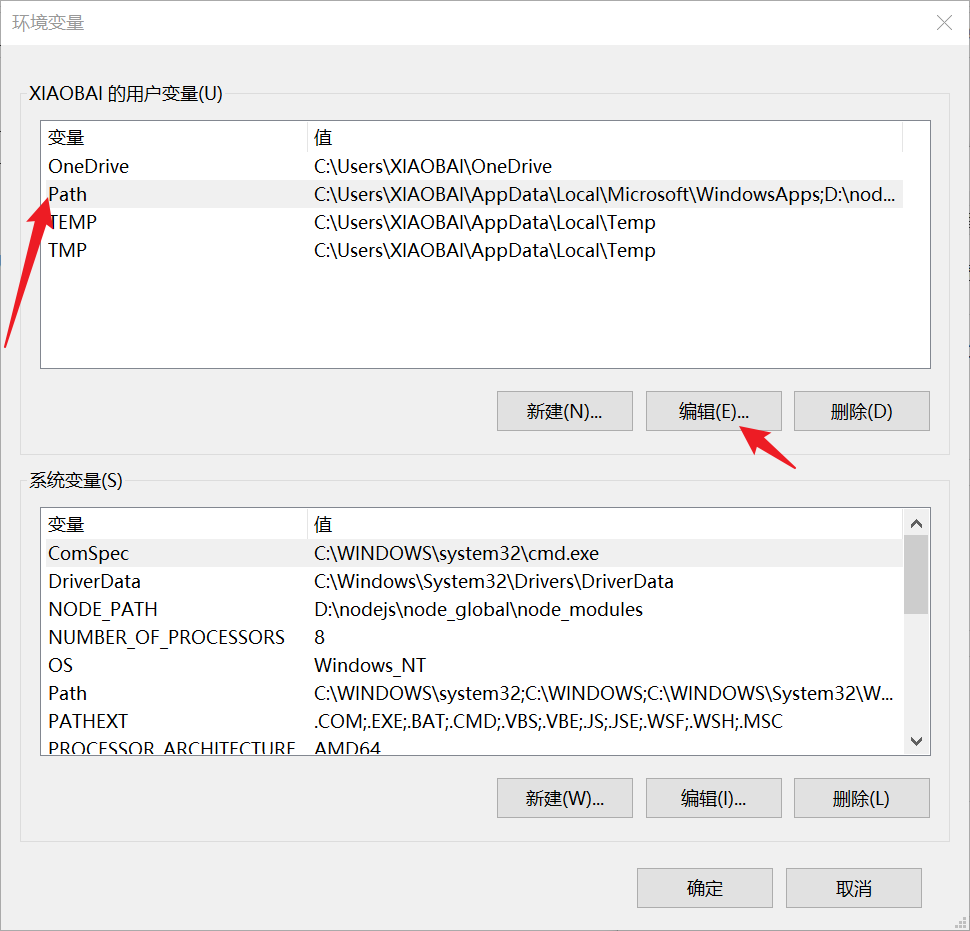 环境变量
XIAOBAI 的用户变量(U)
变量 值
OneDrive C:\Users\XIAOBAI\OneDrive
Path C:\Users\XIAOBAI\AppData\Local\Microsoft\WindowsApps;D:\nod...
TEMP C:\Users\XIAOBAI\AppData\Local\Temp
TMP C:\Users\XIAOBAI\AppData\Local\Temp
新建(N)... 编辑(E)... 删除(D)
系统变量(S)
变量 值
ComSpec C:\WINDOWS\system32\cmd.exe
DriverData C:\Windows\System32\Drivers\DriverData
NODE_PATH D:\nodejs\node_global\node_modules
NUMBER_OF_PROCESSORS 8
OS Windows_NT
Path C:\WINDOWS\system32;C:\WINDOWS;C:\WINDOWS\System32\W...
PATHEXT .COM;.EXE;.BAT;.CMD;.VBS;.VBE;.JS;.JSE;.WSF;.WSH;.MSC
PROCESSOR_ARCHITECTURE AMD64
新建(W)... 编辑(I)... 删除(L)
确定 取消